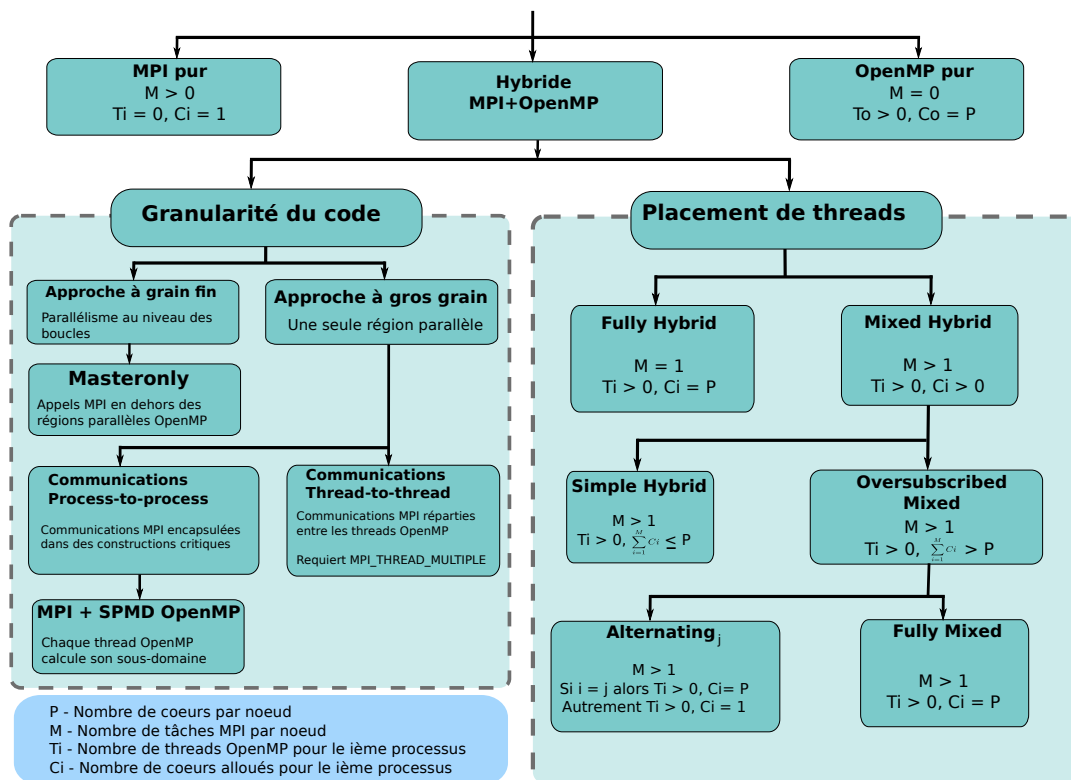 MPI pur
M > 0
Ti = 0, Ci = 1
Hybride
MPI+OpenMP
OpenMP pur
M = 0
To > 0, Co = P
Granularité du code
Placement de threads
Approche à grain fin
Parallélisme au niveau des
boucles
Approche à gros grain
Une seule région parallèle
Masteronly
Appels MPI en dehors des
régions parallèles OpenMP
Communications
Process-to-process
Communications MPI encapsulées
dans des constructions critiques
Communications
Thread-to-thread
Communications MPI réparties
entre les threads OpenMP
Requiert MPI_THREAD_MULTIPLE
MPI + SPMD OpenMP
Chaque thread OpenMP
calcule son sous-domaine
Fully Hybrid
M = 1
Ti > 0, Ci = P
Mixed Hybrid
M > 1
Ti > 0, Ci > 0
Simple Hybrid
M > 1
Ti > 0, ∑_{i=1}^{M} Ci ≤ P
Oversubscribed
Mixed
M > 1
Ti > 0, ∑_{i=1}^{M} Ci > P
Alternating_j
M > 1
Si i = j alors Ti > 0, Ci= P
Autrement Ti > 0, Ci = 1
Fully Mixed
M > 1
Ti > 0, Ci = P
P - Nombre de coeurs par noeud
M - Nombre de tâches MPI par noeud
Ti - Nombre de threads OpenMP pour le ième processus
Ci - Nombre de coeurs alloués pour le ième processus